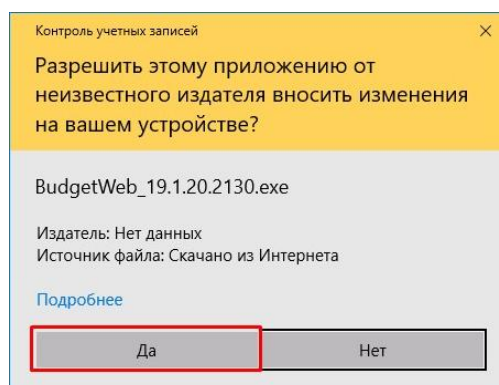 Контроль учетных записей
Разрешить этому приложению от
неизвестного издателя вносить изменения
на вашем устройстве?
BudgetWeb_19.1.20.2130.exe
Издатель: Нет данных
Источник файла: Скачано из Интернета
Подробнее
Да
Нет